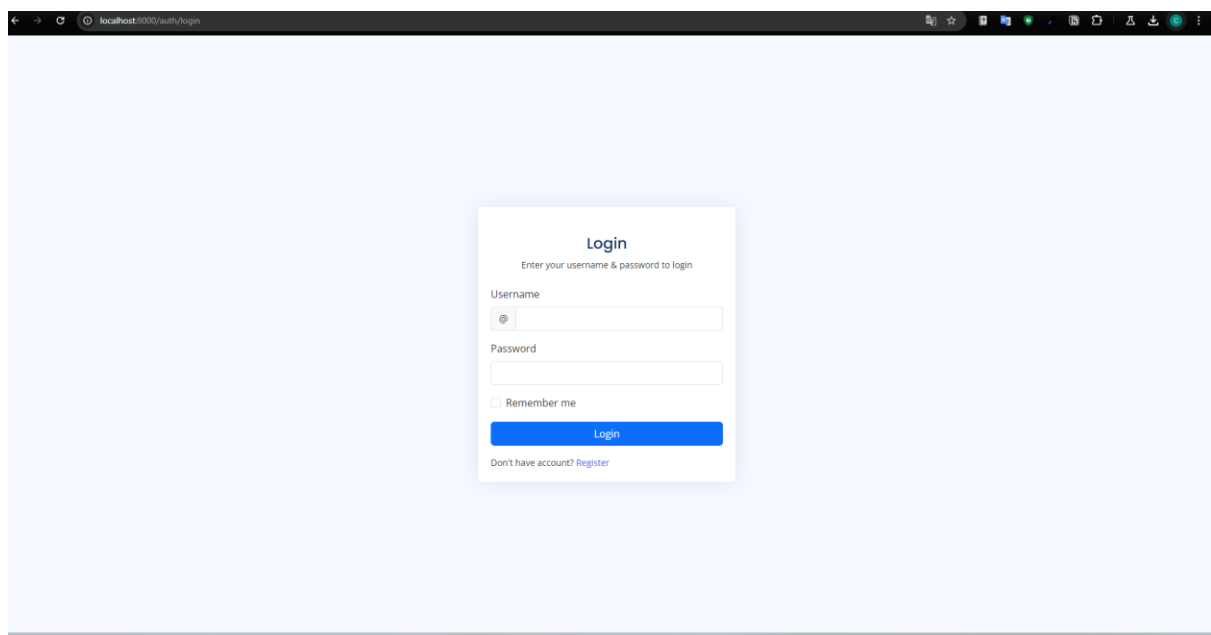 localhost:8000/auth/login
Login
Enter your username & password to login
Username
@
Password
Remember me
Login
Don't have account? Register